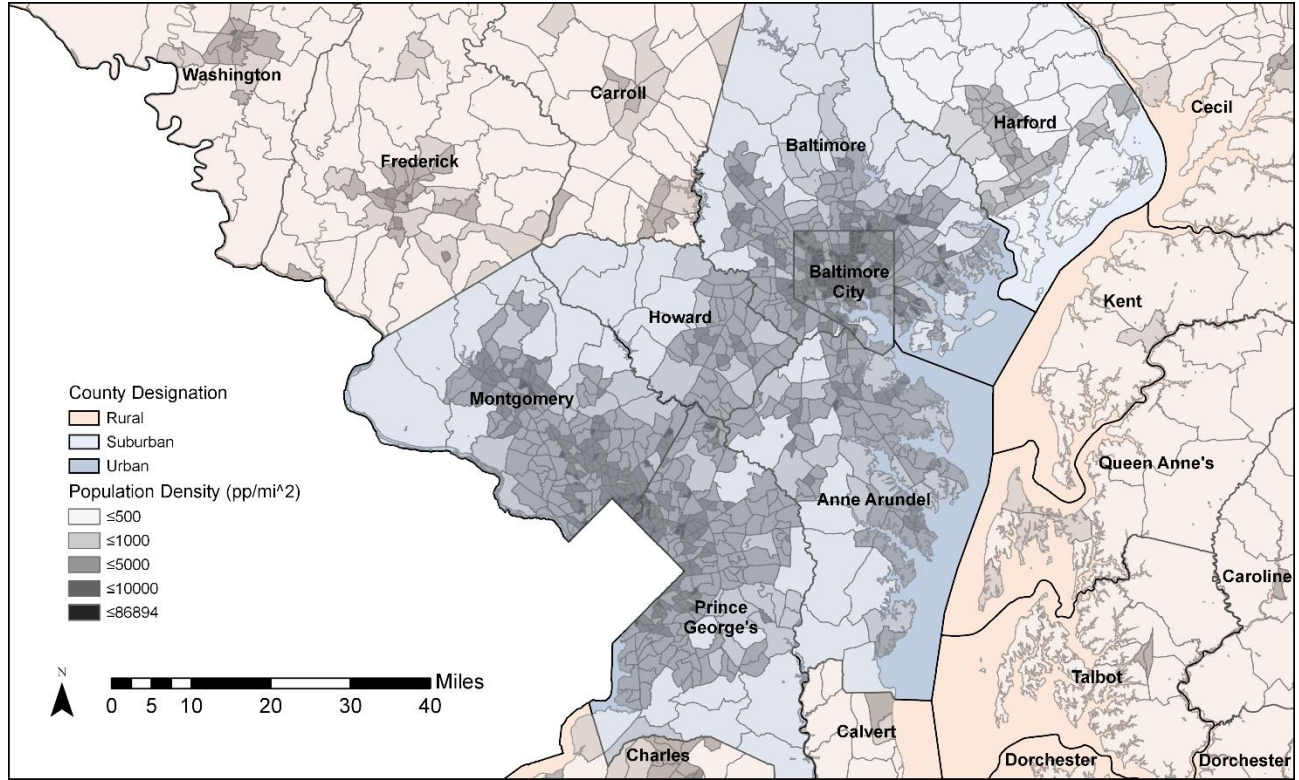 Washington
Carroll
Cecil
Harford
Baltimore
Frederick
Baltimore
City
Kent
Howard
Montgomery
Queen Anne's
Anne Arundel
Caroline
Prince
George's
Talbot
Calvert
Charles
Dorchester
Dorchester
County Designation
Rural
Suburban
Urban
Population Density (pp/mi^2)
≤500
≤1000
≤5000
≤10000
≤86894
N
Miles
0 5 10 20 30 40